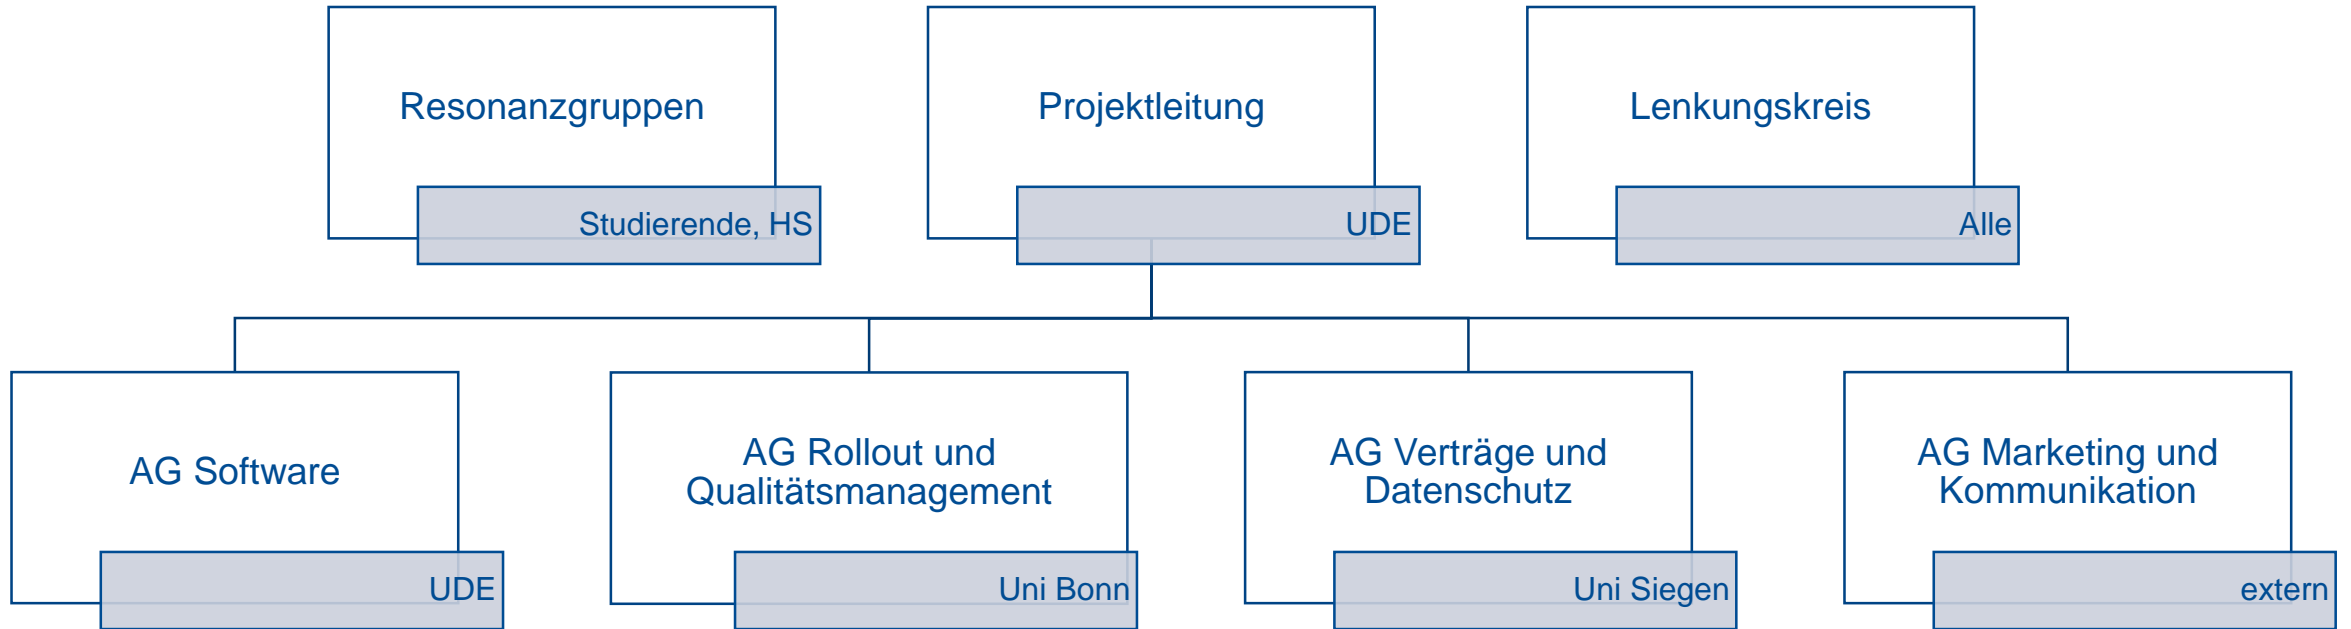 Resonanzgruppen
Studierende, HS
Projektleitung
UDE
Lenkungskreis
Alle
AG Software
UDE
AG Rollout und
Qualitätsmanagement
Uni Bonn
AG Verträge und
Datenschutz
Uni Siegen
AG Marketing und
Kommunikation
extern